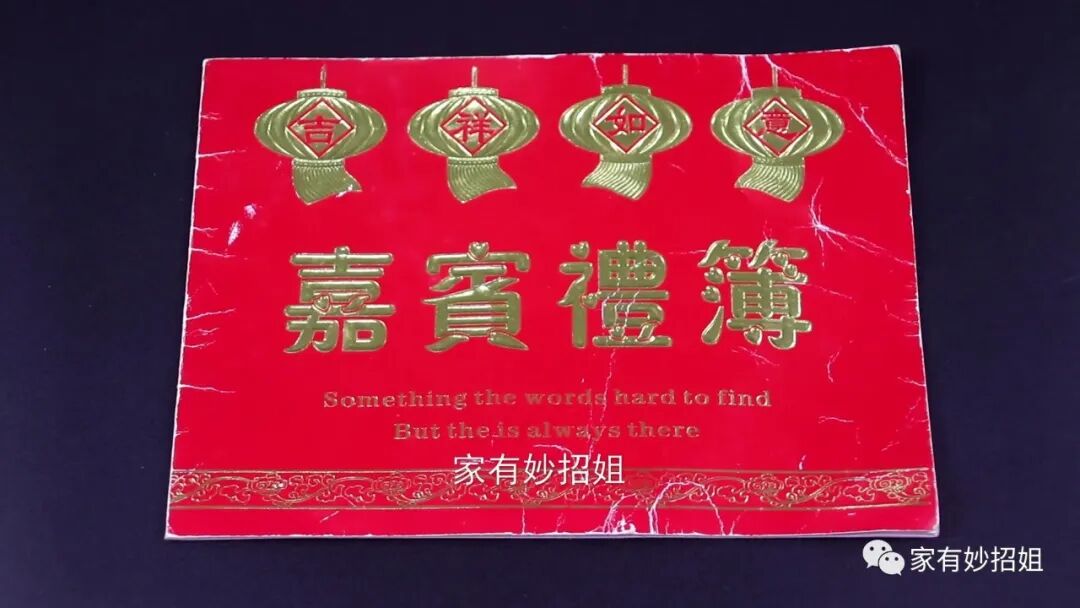 吉祥如意
嘉賓禮簿
Something the words hard to find
But the is always there
家有妙招姐
家有妙招姐